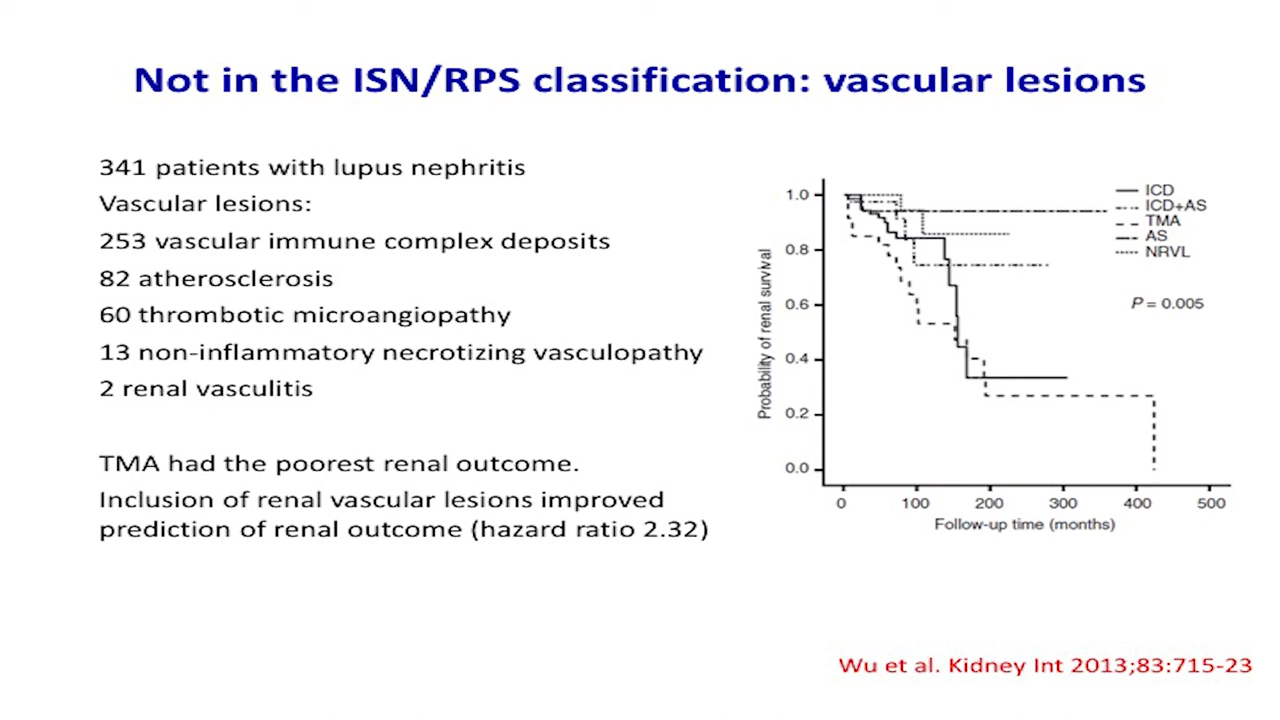 Not in the ISN/RPS classification: vascular lesions
341 patients with lupus nephritis
Vascular lesions:
253 vascular immune complex deposits
82 atherosclerosis
60 thrombotic microangiopathy
13 non-inflammatory necrotizing vasculopathy
2 renal vasculitis
TMA had the poorest renal outcome.
Inclusion of renal vascular lesions improved
prediction of renal outcome (hazard ratio 2.32)
Probability of renal survival
1.0
0.8
0.6
0.4
0.2
0.0
ICD
ICD+AS
TMA
AS
NRVL
P = 0.005
0 100 200 300 400 500
Follow-up time (months)
Wu et al. Kidney Int 2013;83:715-23